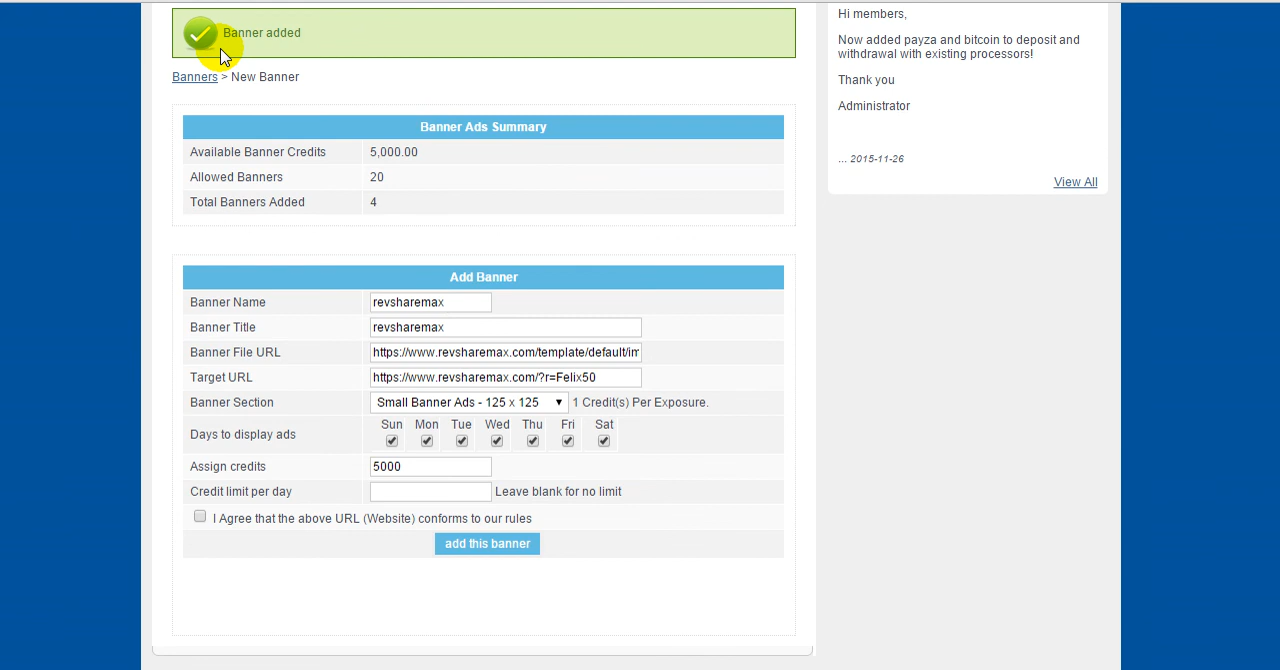 Banner added
Banners > New Banner
Banner Ads Summary
Available Banner Credits 5,000.00
Allowed Banners 20
Total Banners Added 4
Add Banner
Banner Name revsharemax
Banner Title revsharemax
Banner File URL https://www.revsharemax.com/template/default/im
Target URL https://www.revsharemax.com/?r=Felix50
Banner Section Small Banner Ads - 125 x 125 1 Credit(s) Per Exposure.
Sun Mon Tue Wed Thu Fri Sat
Days to display ads
Assign credits 5000
Credit limit per day Leave blank for no limit
I Agree that the above URL (Website) conforms to our rules
add this banner
Hi members,
Now added payza and bitcoin to deposit and
withdrawal with existing processors!
Thank you
Administrator
... 2015-11-26
View All